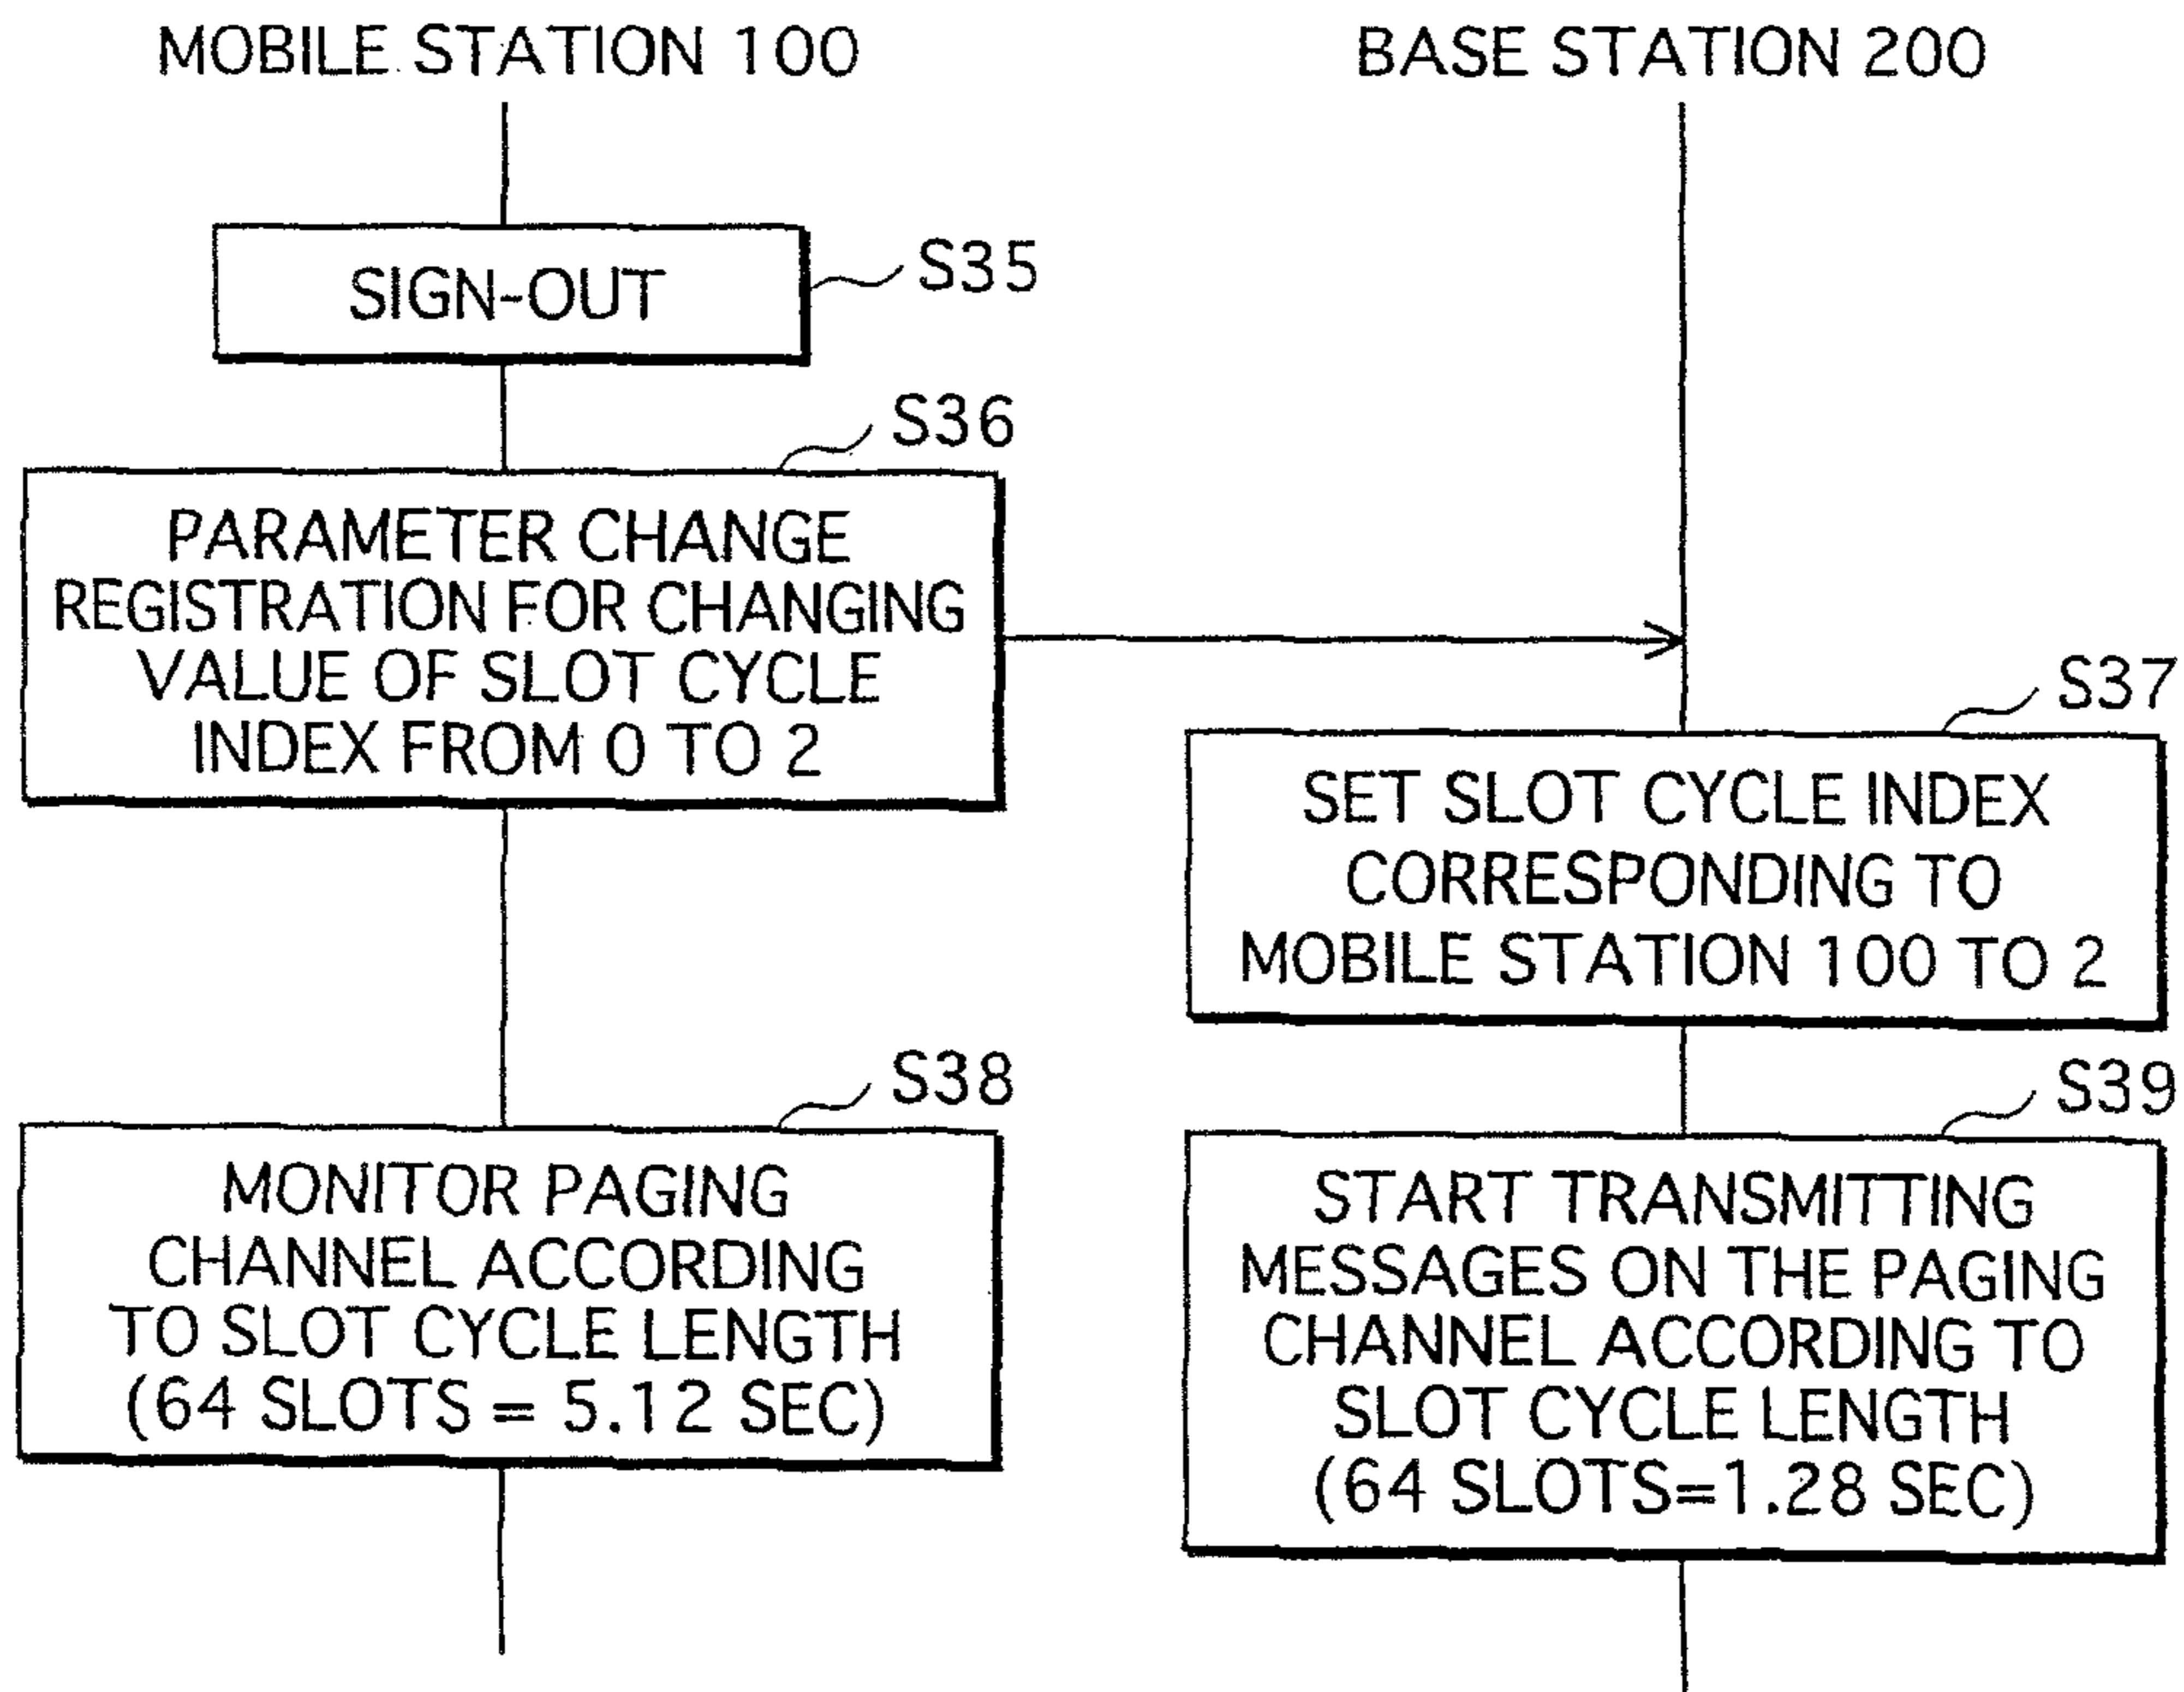 MOBILE STATION 100
BASE STATION 200
SIGN-OUT
S35
S36
PARAMETER CHANGE
REGISTRATION FOR CHANGING
VALUE OF SLOT CYCLE
INDEX FROM 0 TO 2
S37
SET SLOT CYCLE INDEX
CORRESPONDING TO
MOBILE STATION 100 TO 2
S38
MONITOR PAGING
CHANNEL ACCORDING
TO SLOT CYCLE LENGTH
(64 SLOTS = 5.12 SEC)
S39
START TRANSMITTING
MESSAGES ON THE PAGING
CHANNEL ACCORDING TO
SLOT CYCLE LENGTH
(64 SLOTS=1.28 SEC)